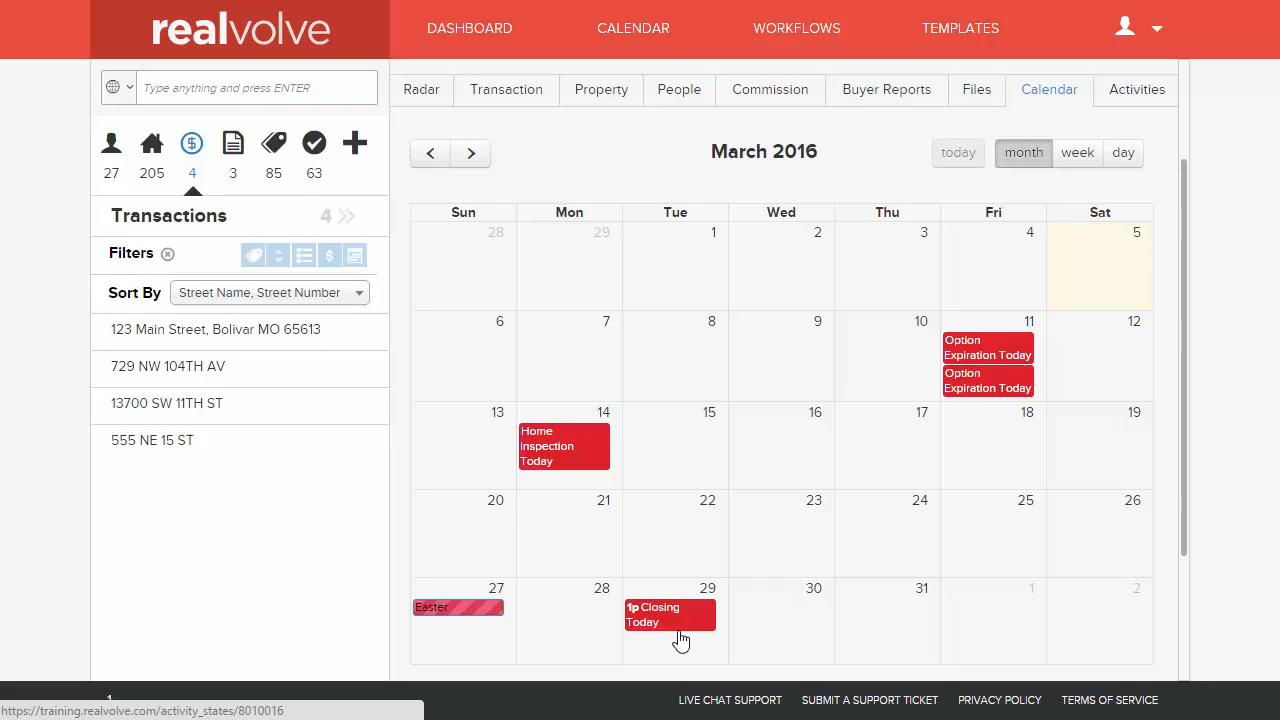 realvolve
DASHBOARD
CALENDAR
WORKFLOWS
TEMPLATES
Type anything and press ENTER
27
205
4
3
85
63
Transactions
4
Filters
Sort By
Street Name, Street Number
123 Main Street, Bolivar MO 65613
729 NW 104TH AV
13700 SW 11TH ST
555 NE 15 ST
Radar
Transaction
Property
People
Commission
Buyer Reports
Files
Calendar
Activities
March 2016
today
month
week
day
Sun Mon Tue Wed Thu Fri Sat
28 29 1 2 3 4 5
6 7 8 9 10 11 12
Option
Expiration Today
Option
Expiration Today
13 14 15 16 17 18 19
Home
Inspection
Today
20 21 22 23 24 25 26
27 28 29 30 31 1 2
Easter
1p Closing
Today
1
LIVE CHAT SUPPORT
SUBMIT A SUPPORT TICKET
PRIVACY POLICY
TERMS OF SERVICE
https://training.realvolve.com/activity_states/8010016